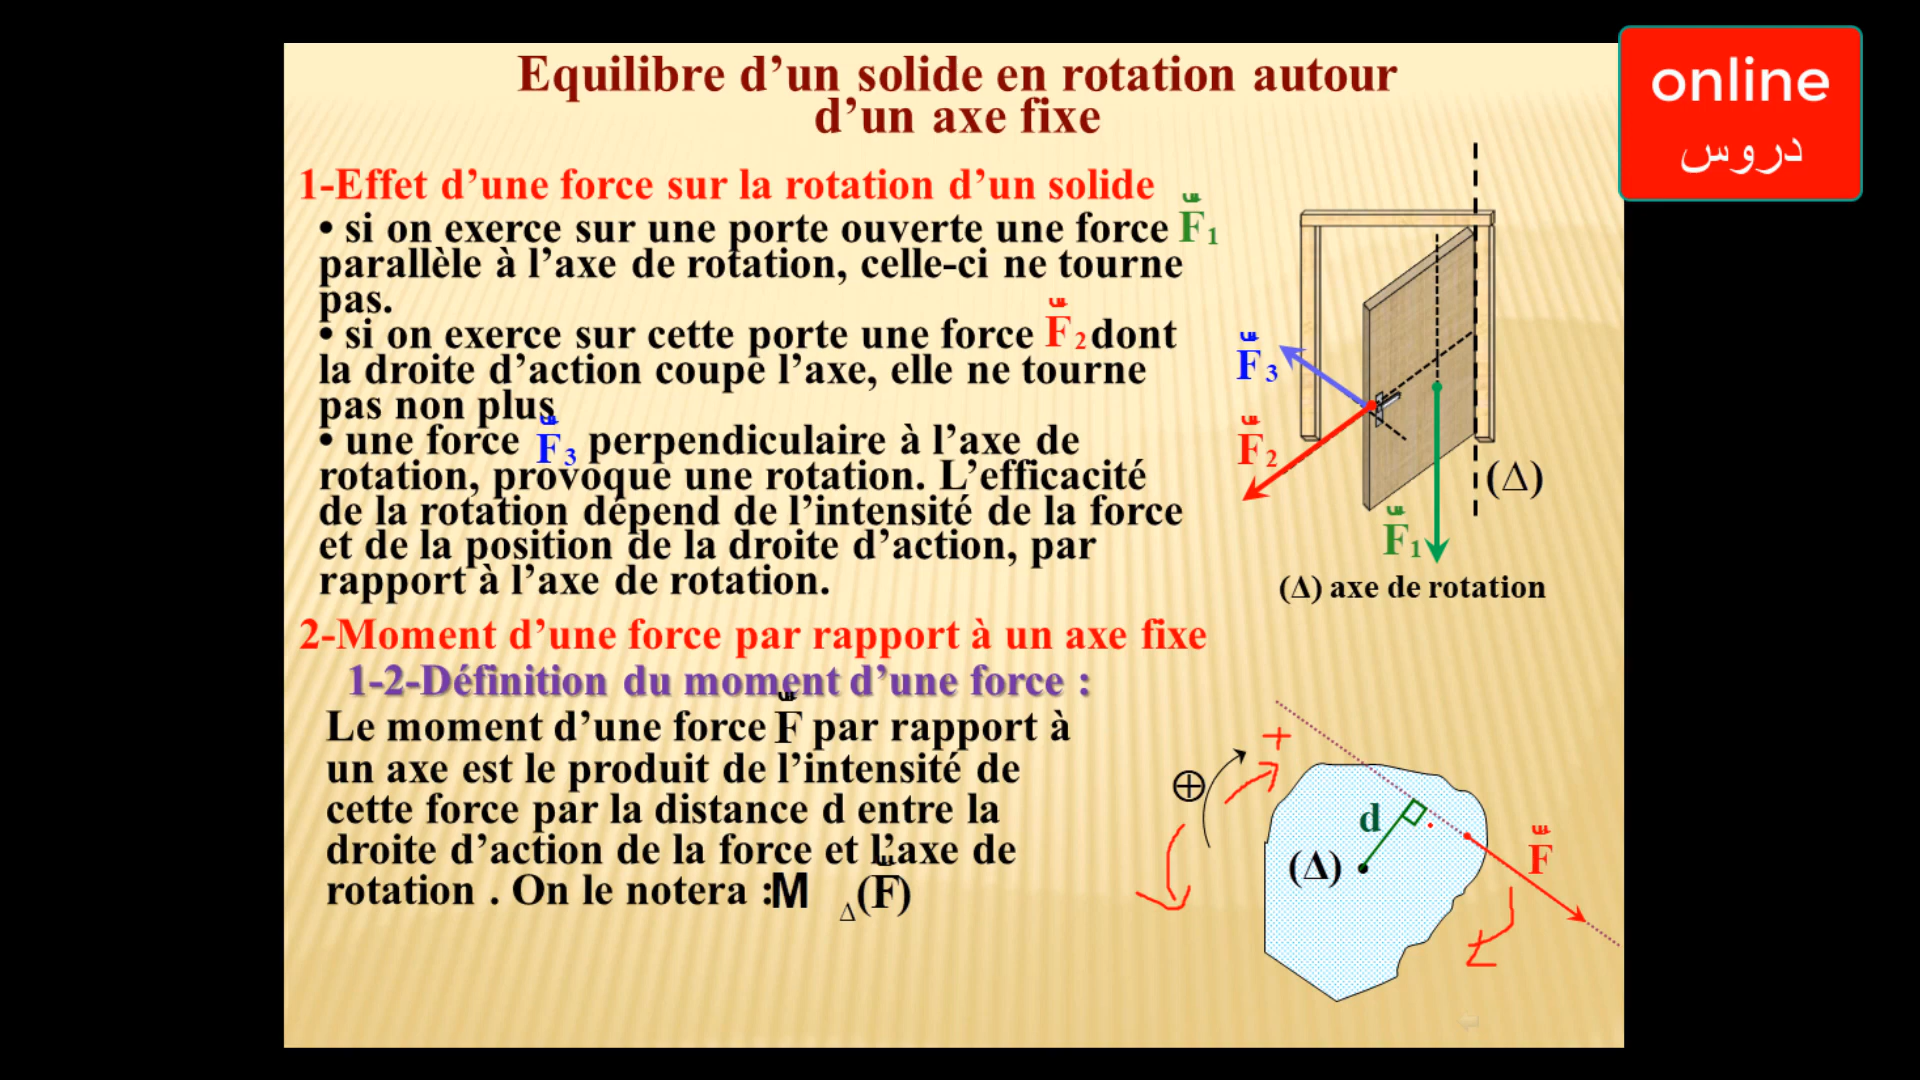 Equilibre d’un solide en rotation autour
d’un axe fixe
online
دروس
1-Effet d’une force sur la rotation d’un solide
• si on exerce sur une porte ouverte une force F1
parallèle à l’axe de rotation, celle-ci ne tourne
pas.
• si on exerce sur cette porte une force F2 dont
la droite d’action coupe l’axe, elle ne tourne
pas non plus
• une force F3 perpendiculaire à l’axe de
rotation, provoque une rotation. L’efficacité
de la rotation dépend de l’intensité de la force
et de la position de la droite d’action, par
rapport à l’axe de rotation.
F3
F2
F1
(Δ)
(Δ) axe de rotation
2-Moment d’une force par rapport à un axe fixe
1-2-Définition du moment d’une force :
Le moment d’une force F par rapport à
un axe est le produit de l’intensité de
cette force par la distance d entre la
droite d’action de la force et l’axe de
rotation . On le notera :M Δ(F)
+
⊕
d
(Δ)
F